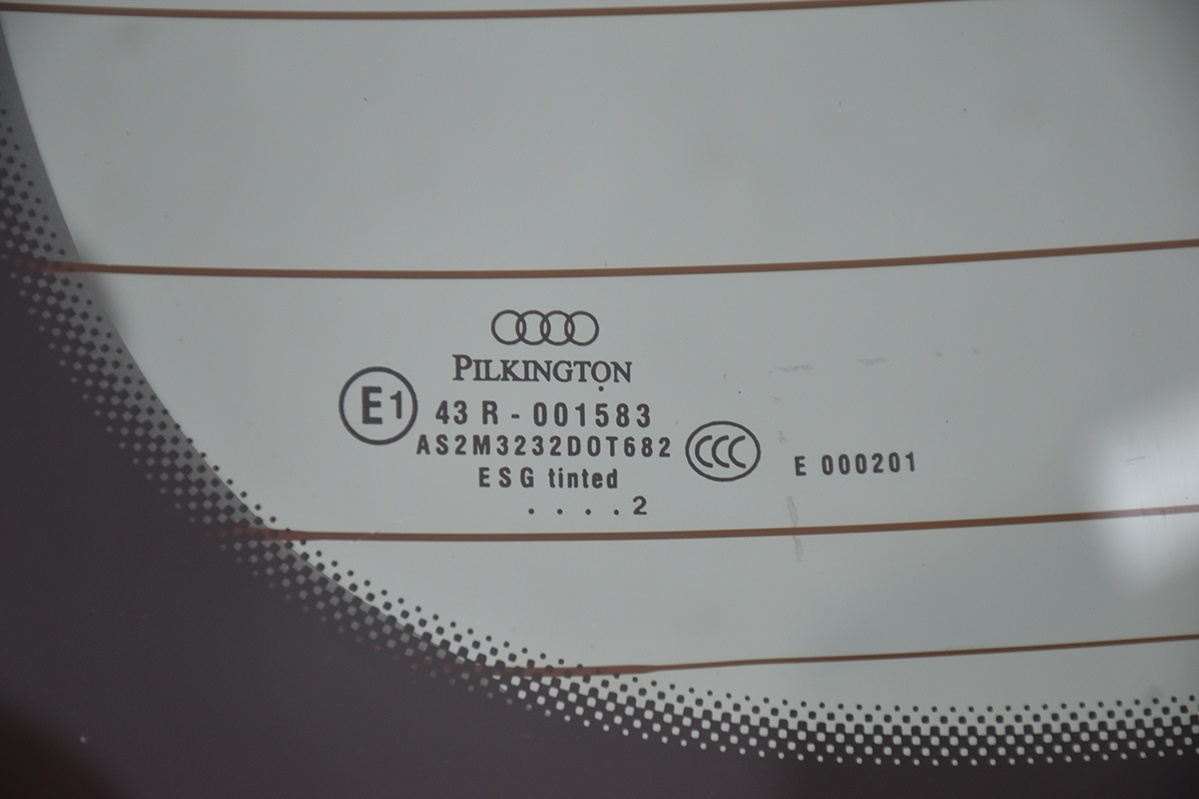 PILKINGTON
E1
43 R - 001583
AS2M3232DOT682
CCC
E 000201
ESG tinted
. . . . 2